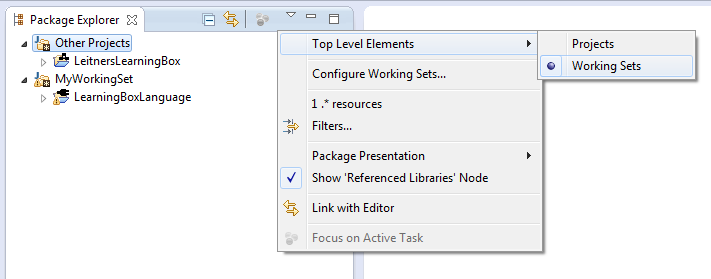 Package Explorer
Other Projects
LeitnersLearningBox
MyWorkingSet
LearningBoxLanguage
Top Level Elements
Configure Working Sets...
1 .* resources
Filters...
Package Presentation
Show 'Referenced Libraries' Node
Link with Editor
Focus on Active Task
Projects
Working Sets